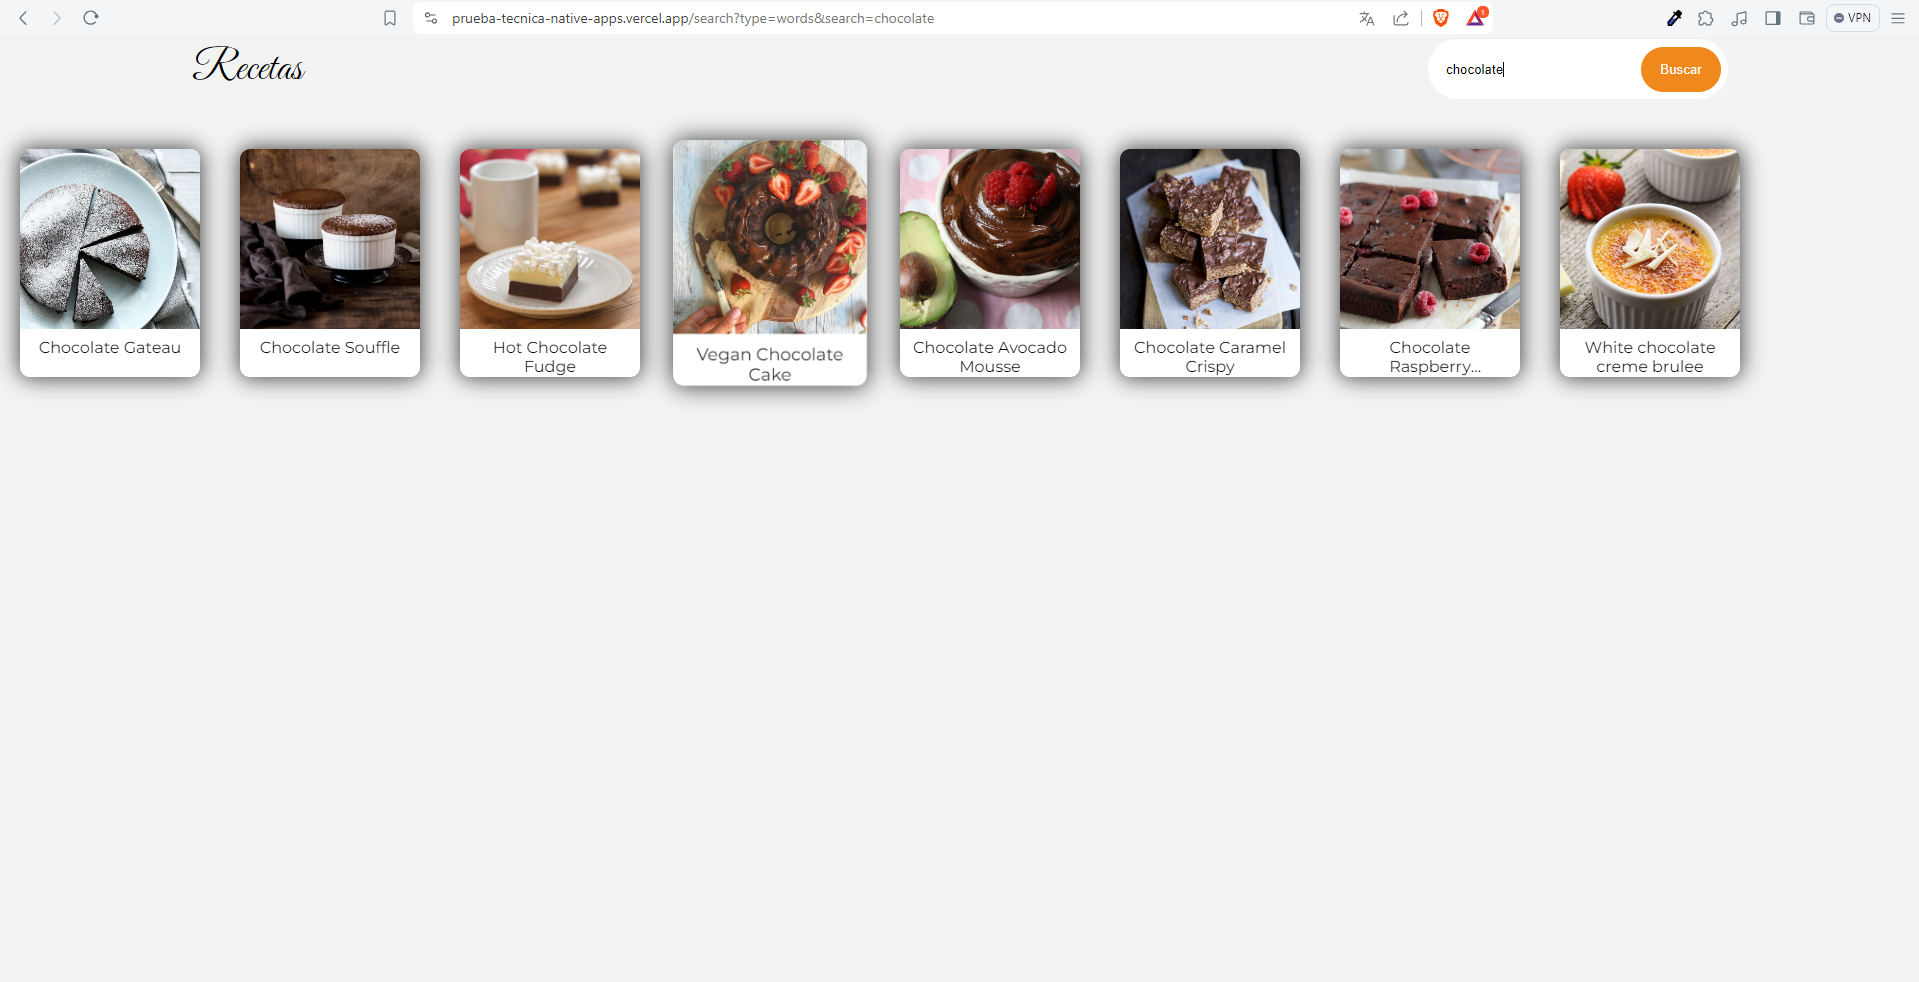 prueba-tecnica-native-apps.vercel.app/search?type=words&search=chocolate
1
VPN
Recetas
chocolate
Buscar
Chocolate Gateau
Chocolate Souffle
Hot Chocolate
Fudge
Vegan Chocolate
Cake
Chocolate Avocado
Mousse
Chocolate Caramel
Crispy
Chocolate
Raspberry...
White chocolate
creme brulee